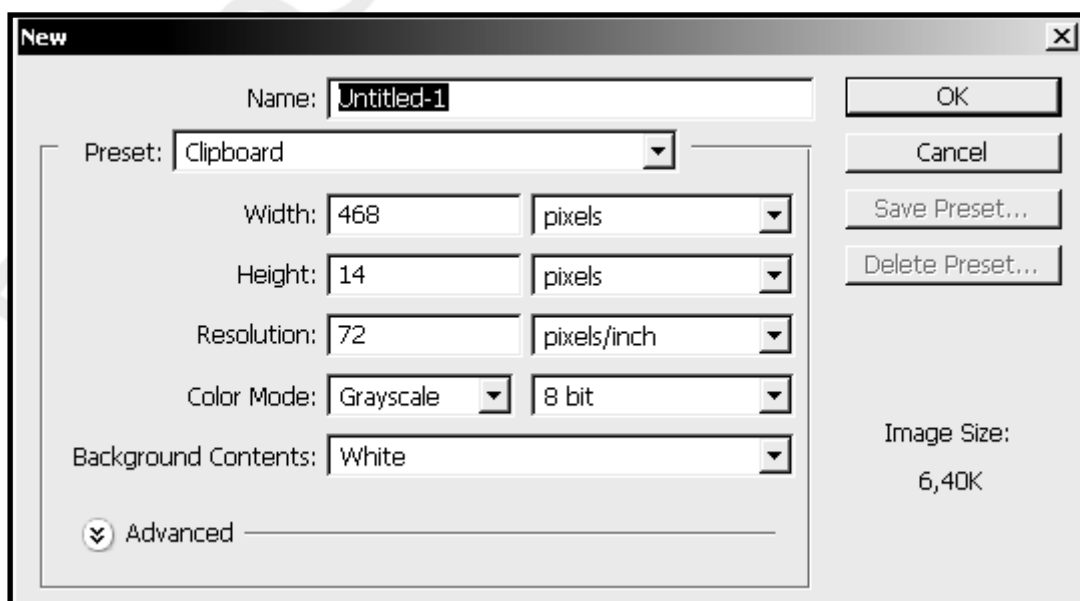 New
Name: Untitled-1
OK
Preset: Clipboard
Cancel
Width: 468 pixels
Save Preset...
Height: 14 pixels
Delete Preset...
Resolution: 72 pixels/inch
Color Mode: Grayscale 8 bit
Image Size:
Background Contents: White
6,40K
Advanced